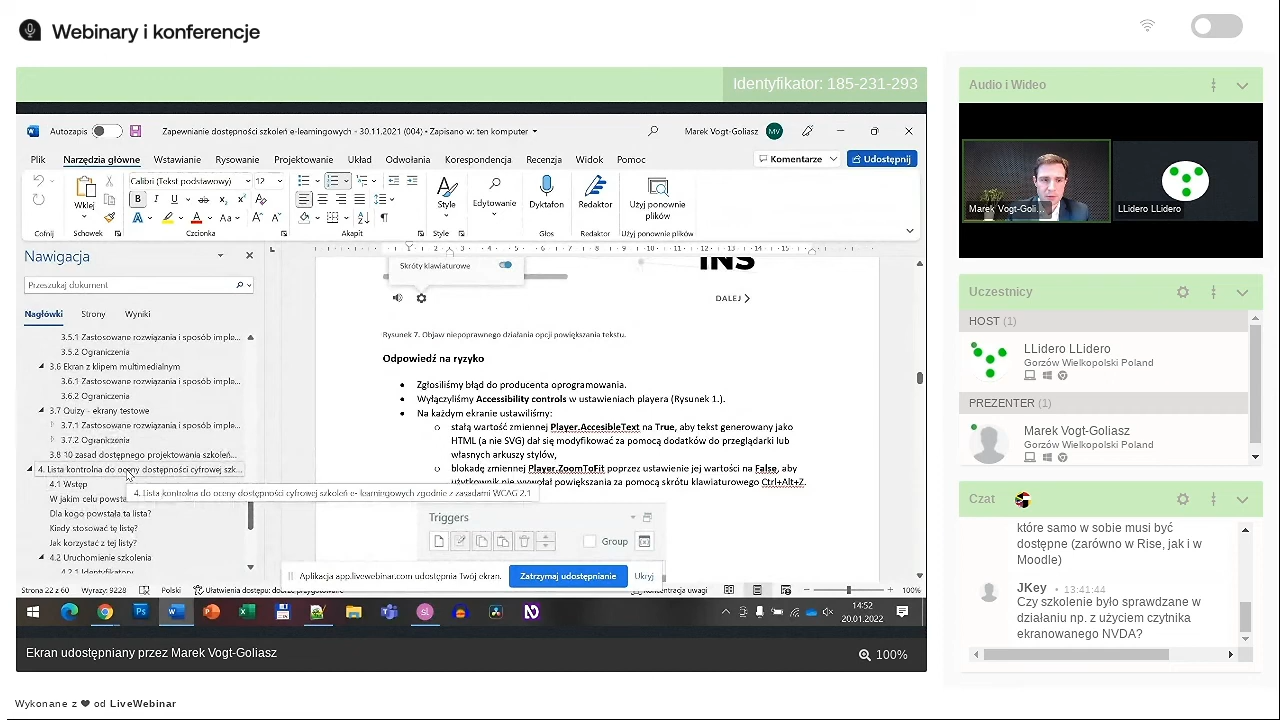 Webinary i konferencje
Identyfikator: 185-231-293
Autozapis
Zapewnianie dostępności szkoleń e-learningowych - 30.11.2021 (004) • Zapisano w: ten komputer
Marek Vogt-Goliasz
MV
Plik
Narzędzia główne
Wstawianie
Rysowanie
Projektowanie
Układ
Odwołania
Korespondencja
Recenzja
Widok
Pomoc
Komentarze
Udostępnij
Wklej
Calibri (Tekst podstawowy)
12
Style
Edytowanie
Dyktafon
Redaktor
Użyj ponownie
plików
Cofnij
Schowek
Czcionka
Akapit
Style
Głos
Redaktor
Użyj ponownie plików
Nawigacja
Przeszukaj dokument
Nagłówki
Strony
Wyniki
3.5.1 Zastosowane rozwiązania i sposób imple...
3.5.2 Ograniczenia
3.6 Ekran z klipem multimedialnym
3.6.1 Zastosowane rozwiązania i sposób imple...
3.6.2 Ograniczenia
3.7 Quizy - ekrany testowe
3.7.1 Zastosowane rozwiązania i sposób imple...
3.7.2 Ograniczenia
3.8 10 zasad dostępnego projektowania szkoleń...
4. Lista kontrolna do oceny dostępności cyfrowej szk...
4.1 Wstęp
4. Lista kontrolna do oceny dostępności cyfrowej szkoleń e- learningowych zgodnie z zasadami WCAG 2.1
W jakim celu powsta
Dla kogo powstała ta lista?
Kiedy stosować tę listę?
Jak korzystać z tej listy?
4.2 Uruchomienie szkolenia
4.2.1 Identyfikatory
Skróty klawiaturowe
INS
DALEJ
Rysunek 7. Objaw niepoprawnego działania opcji powiększania tekstu.
Odpowiedź na ryzyko
• Zgłosiliśmy błąd do producenta oprogramowania.
• Wyłączyliśmy Accessibility controls w ustawieniach playera (Rysunek 1.).
• Na każdym ekranie ustawiliśmy:
o stałą wartość zmiennej Player.AccesibleText na True, aby tekst generowany jako
HTML (a nie SVG) dał się modyfikować za pomocą dodatków do przeglądarki lub
własnych arkuszy stylów,
o blokadę zmiennej Player.ZoomToFit poprzez ustawienie jej wartości na False, aby
użytkownik nie wywołał powiększania za pomocą skrótu klawiaturowego Ctrl+Alt+Z.
Triggers
Group
Aplikacja app.livewebinar.com udostępnia Twój ekran.
Zatrzymaj udostępnianie
Ukryj
Strona 22 z 60
Wyrazy: 9228
Polski
Ułatwienia dostępu: dobrze przygotowane
Koncentracja uwagi
100%
14:52
20.01.2022
Ekran udostępniany przez Marek Vogt-Goliasz
100%
Wykonane z ❤ od LiveWebinar
Audio i Wideo
Marek Vogt-Goli...
LLidero LLidero
Uczestnicy
HOST (1)
LLidero LLidero
Gorzów Wielkopolski Poland
PREZENTER (1)
Marek Vogt-Goliasz
Gorzów Wielkopolski Poland
Czat
które samo w sobie musi być
dostępne (zarówno w Rise, jak i w
Moodle)
JKey • 13:41:44
Czy szkolenie było sprawdzane w
działaniu np. z użyciem czytnika
ekranowanego NVDA?